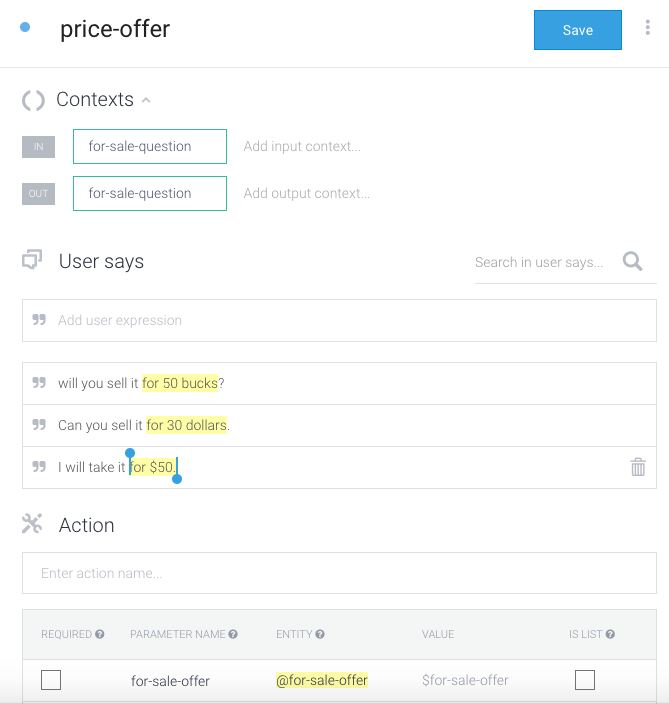 price-offer
Save
Contexts
IN for-sale-question Add input context...
OUT for-sale-question Add output context...
User says
Search in user says...
Add user expression
will you sell it for 50 bucks?
Can you sell it for 30 dollars.
I will take it for $50.
Action
Enter action name...
REQUIRED PARAMETER NAME ENTITY VALUE IS LIST
for-sale-offer @for-sale-offer $for-sale-offer